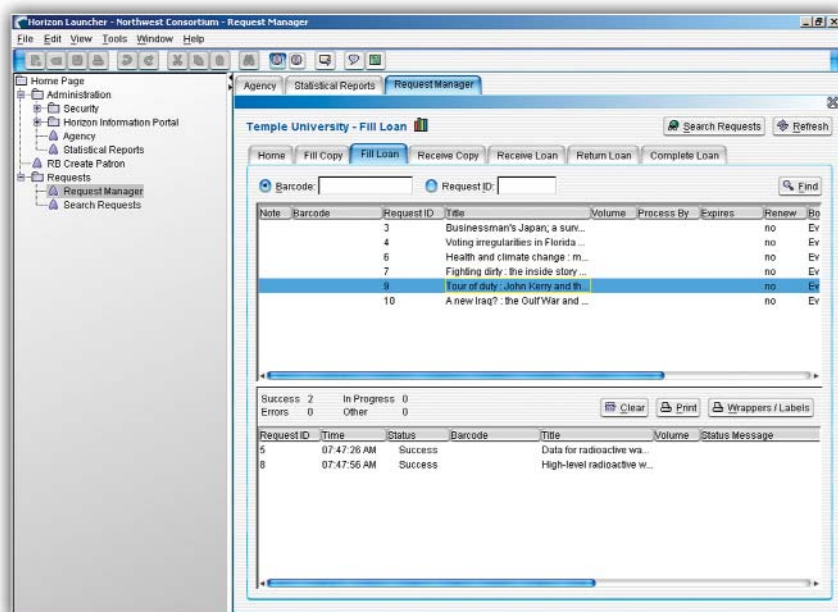 Horizon Launcher - Northwest Consortium - Request Manager
File Edit View Tools Window Help
Home Page
Administration
Security
Horizon Information Portal
Agency
Statistical Reports
RB Create Patron
Requests
Request Manager
Search Requests
Agency Statistical Reports Request Manager
Temple University - Fill Loan Search Requests Refresh
Home Fill Copy Fill Loan Receive Copy Receive Loan Return Loan Complete Loan
Barcode: Request ID: Find
Note Barcode Request ID Title Volume Process By Expires Renew Bo
3 Businessman's Japan; a surv... no Ev
4 Voting irregularities in Florida ... no Ev
6 Health and climate change : m... no Ev
7 Fighting dirty : the inside story ... no Ev
9 Tour of duty : John Kerry and th... no Ev
10 A new Iraq? : the Gulf War and ... no Ev
Success 2 In Progress 0
Errors 0 Other 0
Clear Print Wrappers / Labels
Request ID Time Status Barcode Title Volume Status Message
5 07:47:26 AM Success Data for radioactive wa...
8 07:47:56 AM Success High-level radioactive w...